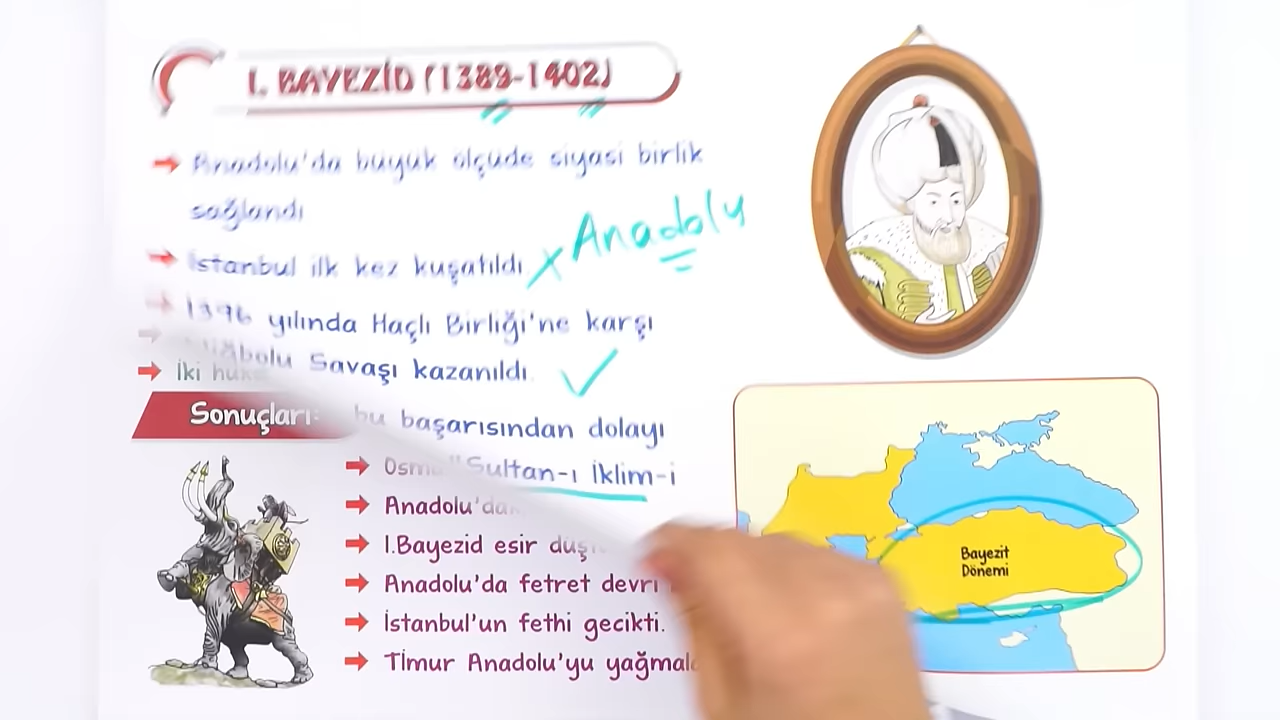 I. BAYEZİD (1389-1402)
Anadolu'da büyük ölçüde siyasi birlik
sağlandı
Anadolu
İstanbul ilk kez kuşatıldı
1396 yılında Haçlı Birliği'ne karşı
Savaşı kazanıldı.
İki
Sonuçları
bu başarısından dolayı
Sultan-ı İklim-i
Anadolu'da
I.Bayezid esir
Anadolu'da fetret devri
İstanbul'un fethi gecikti.
Timur Anadolu'yu
Bayezit
Dönemi